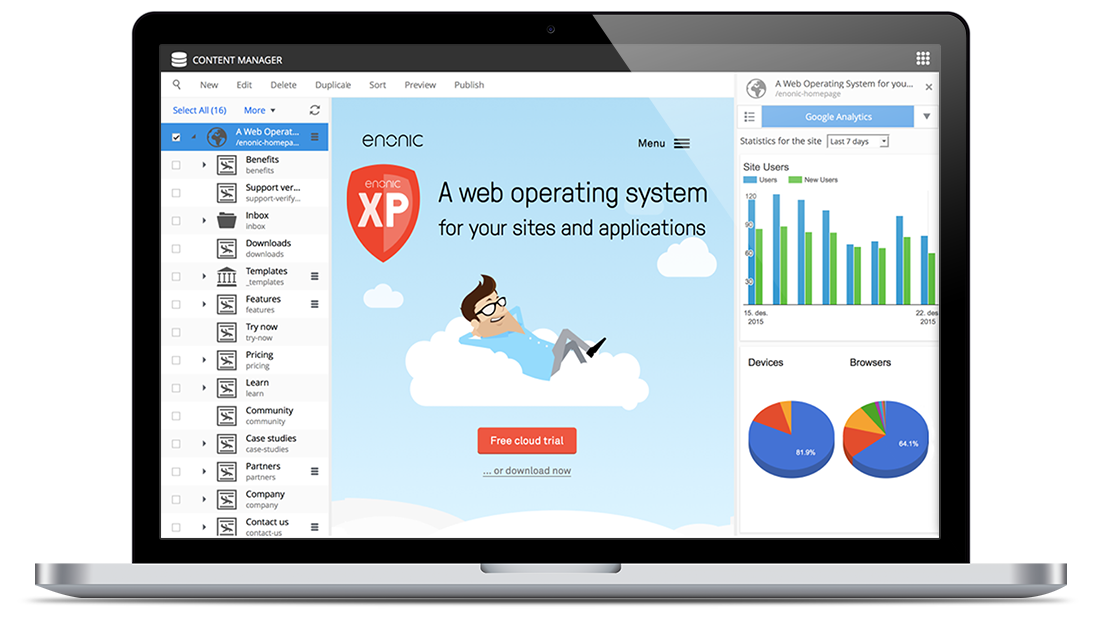 CONTENT MANAGER
New Edit Delete Duplicate Sort Preview Publish
Select All (16) More
A Web Operat...
/enonic-homepa...
Benefits
benefits
Support ver...
support-verify...
Inbox
inbox
Downloads
downloads
Templates
_templates
Features
features
Try now
try-now
Pricing
pricing
Learn
learn
Community
community
Case studies
case-studies
Partners
partners
Company
company
Contact us
contact-us
enonic
Menu
enonic
XP
A web operating system
for your sites and applications
Free cloud trial
... or download now
A Web Operating System for you...
/enonic-homepage
Google Analytics
Statistics for the site Last 7 days
Site Users
Users New Users
120
90
60
30
15. des. 2015
22. des. 2015
Devices
Browsers
81.9%
64.1%